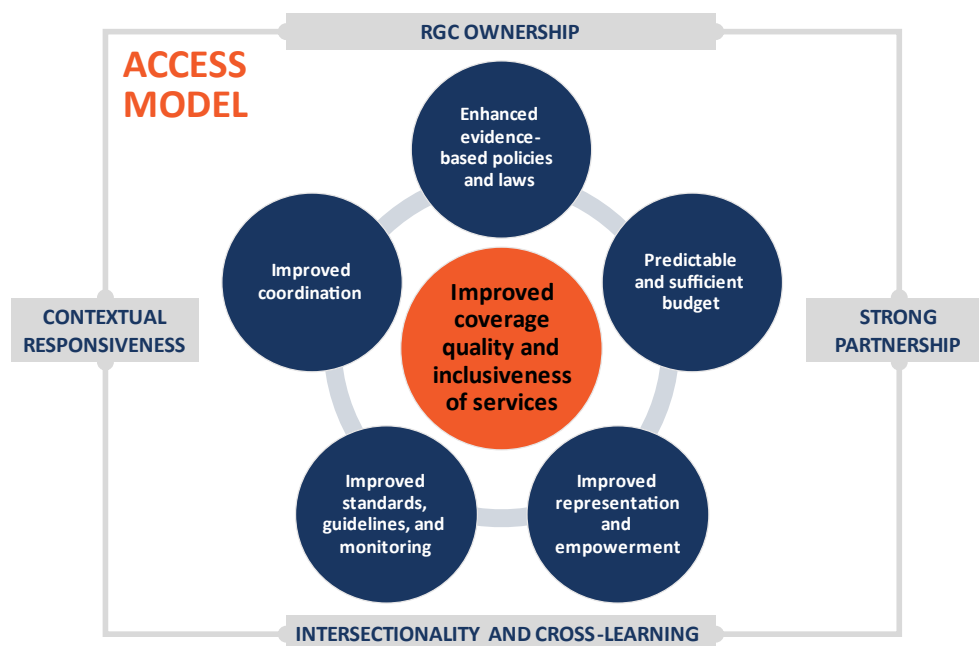 RGC OWNERSHIP
ACCESS
MODEL
Enhanced
evidence-
based policies
and laws
Improved
coordination
Predictable
and sufficient
budget
Improved
coverage
quality and
inclusiveness
of services
CONTEXTUAL
RESPONSIVENESS
STRONG
PARTNERSHIP
Improved
standards,
guidelines, and
monitoring
Improved
representation
and
empowerment
INTERSECTIONALITY AND CROSS-LEARNING